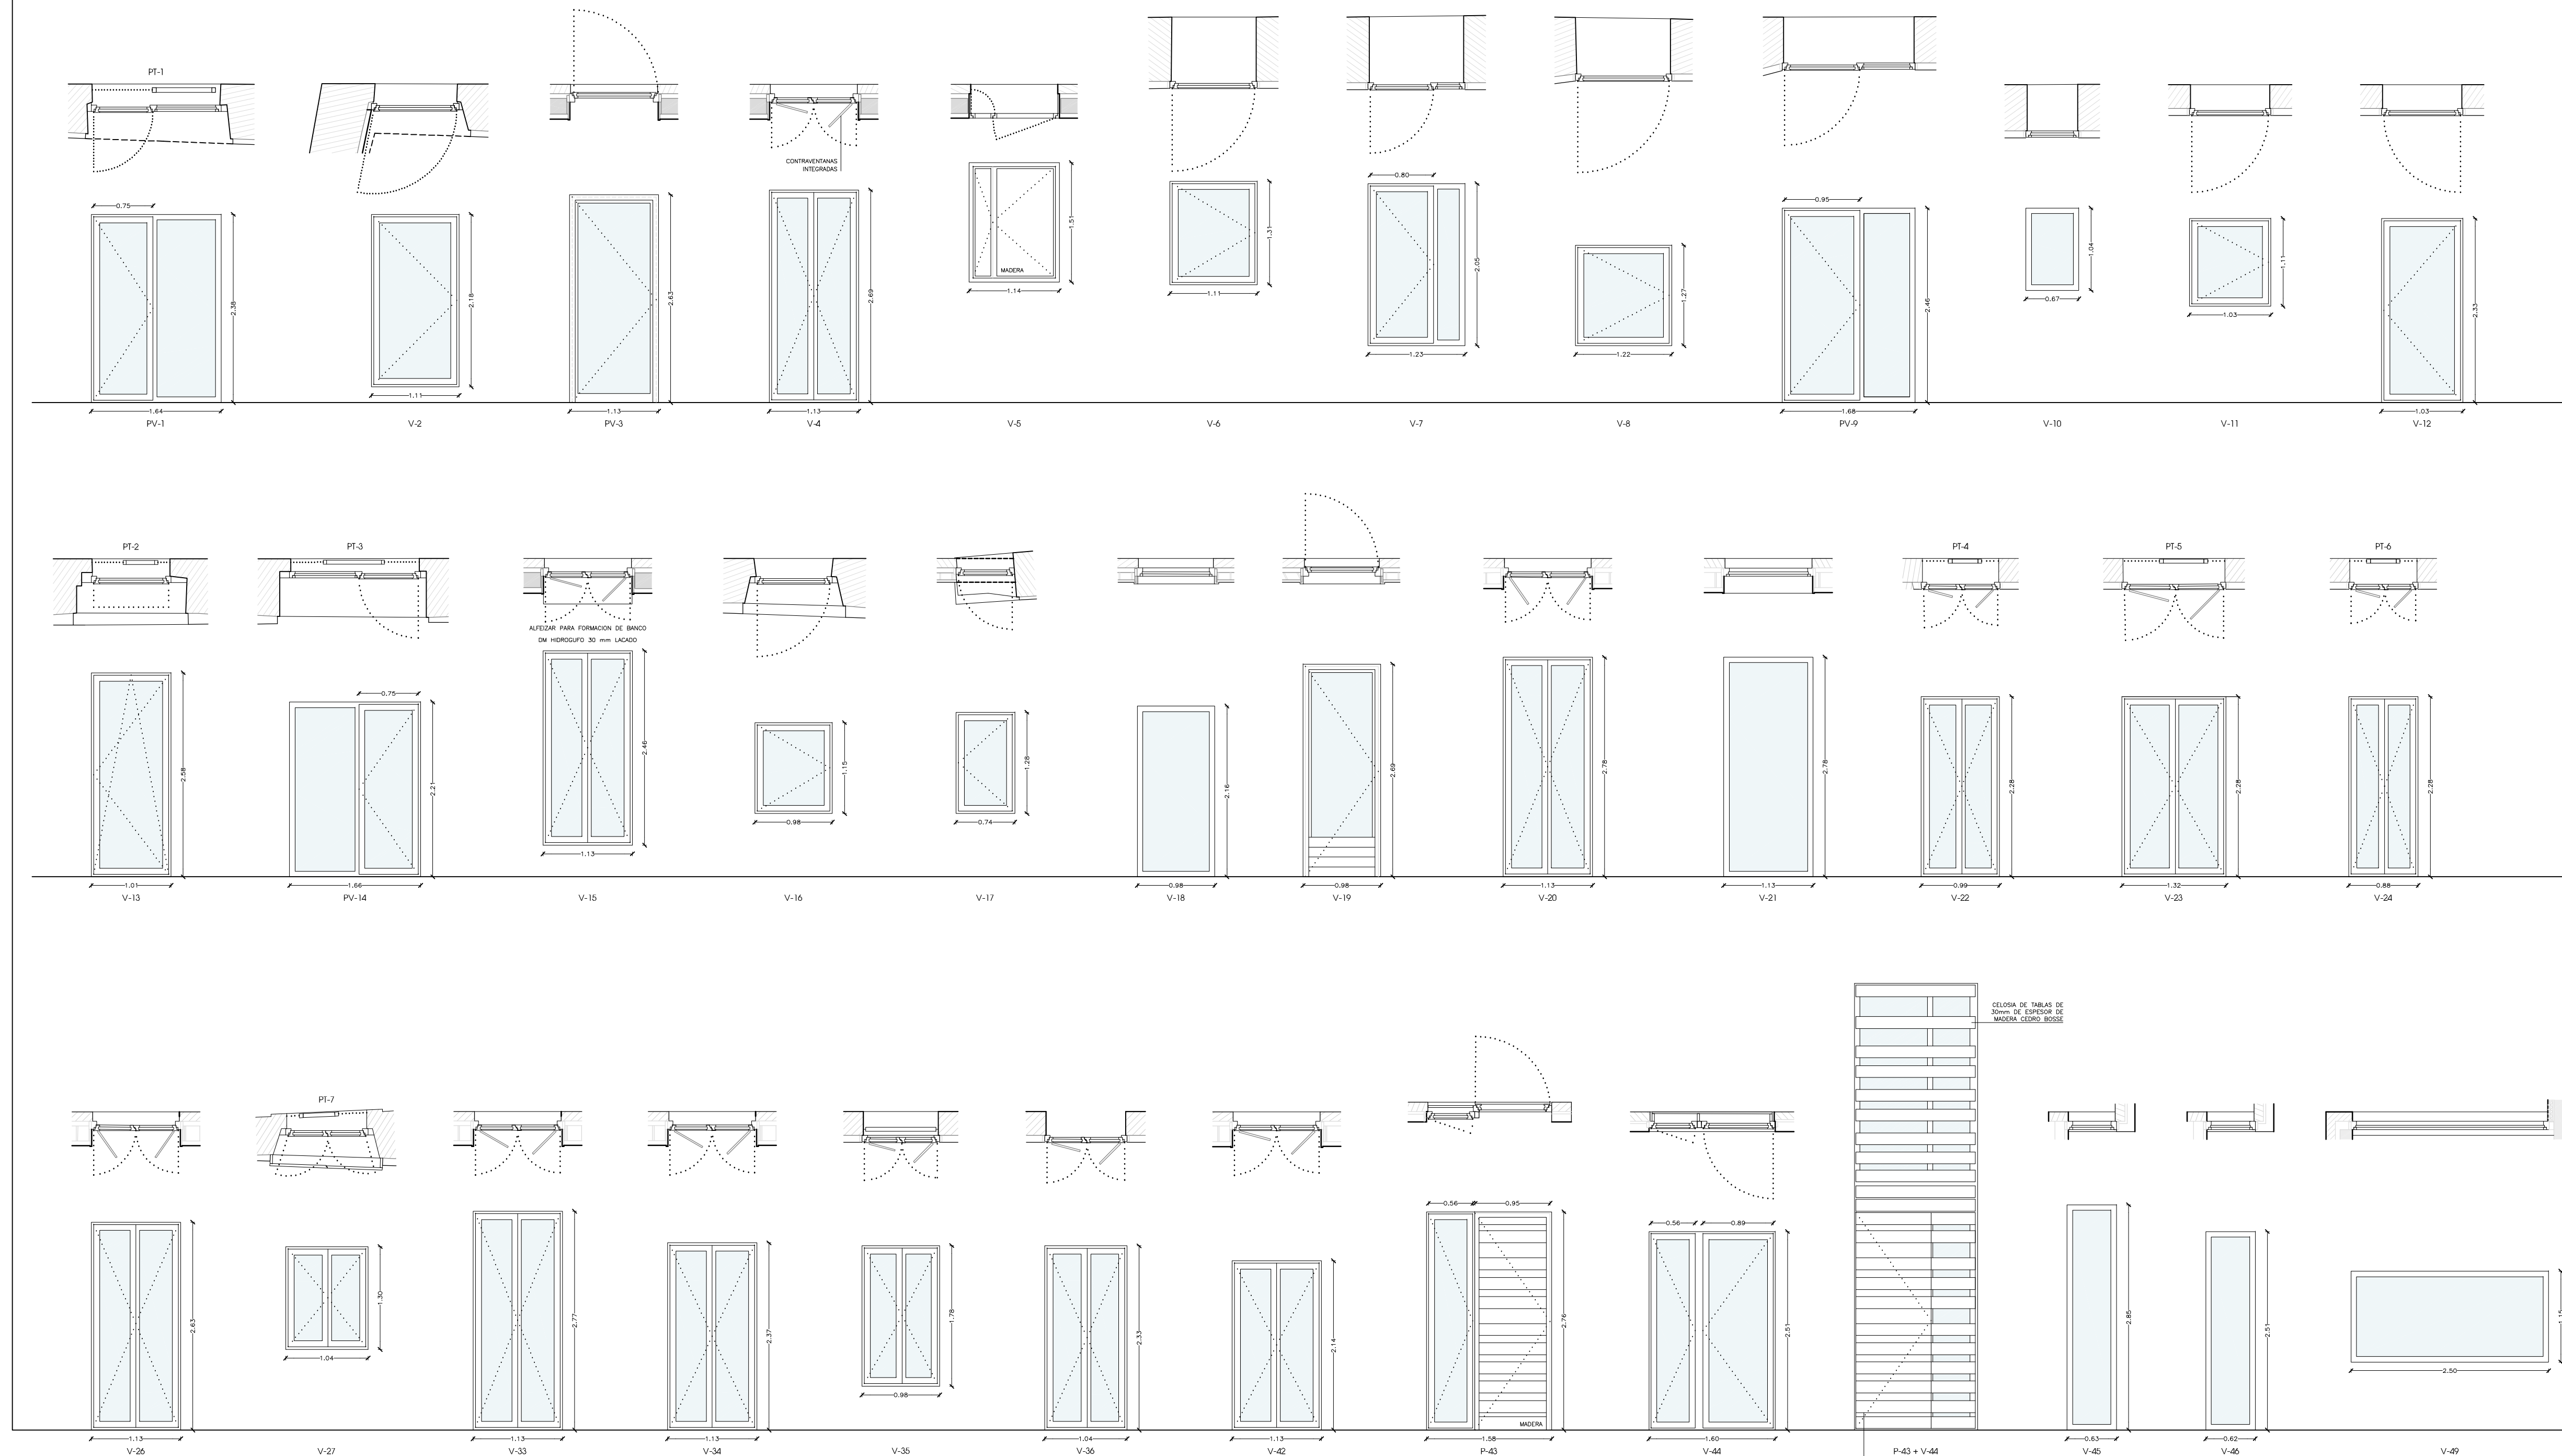 PT-1
CONTRAVENTANAS
INTEGRADAS
0.75
2.38
1.64
PV-1
2.18
1.11
V-2
2.63
1.13
PV-3
2.69
1.13
V-4
MADERA
1.51
1.14
V-5
1.31
1.11
V-6
0.80
2.05
1.23
V-7
1.27
1.22
V-8
0.95
2.46
1.68
PV-9
1.04
0.67
V-10
1.11
1.03
V-11
2.33
1.03
V-12
PT-2
2.58
1.01
V-13
PT-3
0.75
2.21
1.66
PV-14
ALFEIZAR PARA FORMACION DE BANCO
DM HIDROGUFO 30 mm LACADO
2.46
1.13
V-15
1.15
0.98
V-16
1.28
0.74
V-17
2.16
0.98
V-18
2.69
0.98
V-19
2.78
1.13
V-20
2.78
1.13
V-21
PT-4
2.28
0.99
V-22
PT-5
2.28
1.32
V-23
PT-6
2.28
0.88
V-24
2.63
1.13
V-26
PT-7
1.30
1.04
V-27
2.77
1.13
V-33
2.37
1.13
V-34
1.78
0.98
V-35
2.33
1.04
V-36
2.14
1.13
V-42
0.56
0.95
2.76
MADERA
1.58
P-43
0.56
0.89
2.51
1.60
V-44
CELOSIA DE TABLAS DE
30mm DE ESPESOR DE
MADERA CEDRO BOSSE
P-43 + V-44
2.85
0.63
V-45
2.51
0.62
V-46
1.15
2.50
V-49